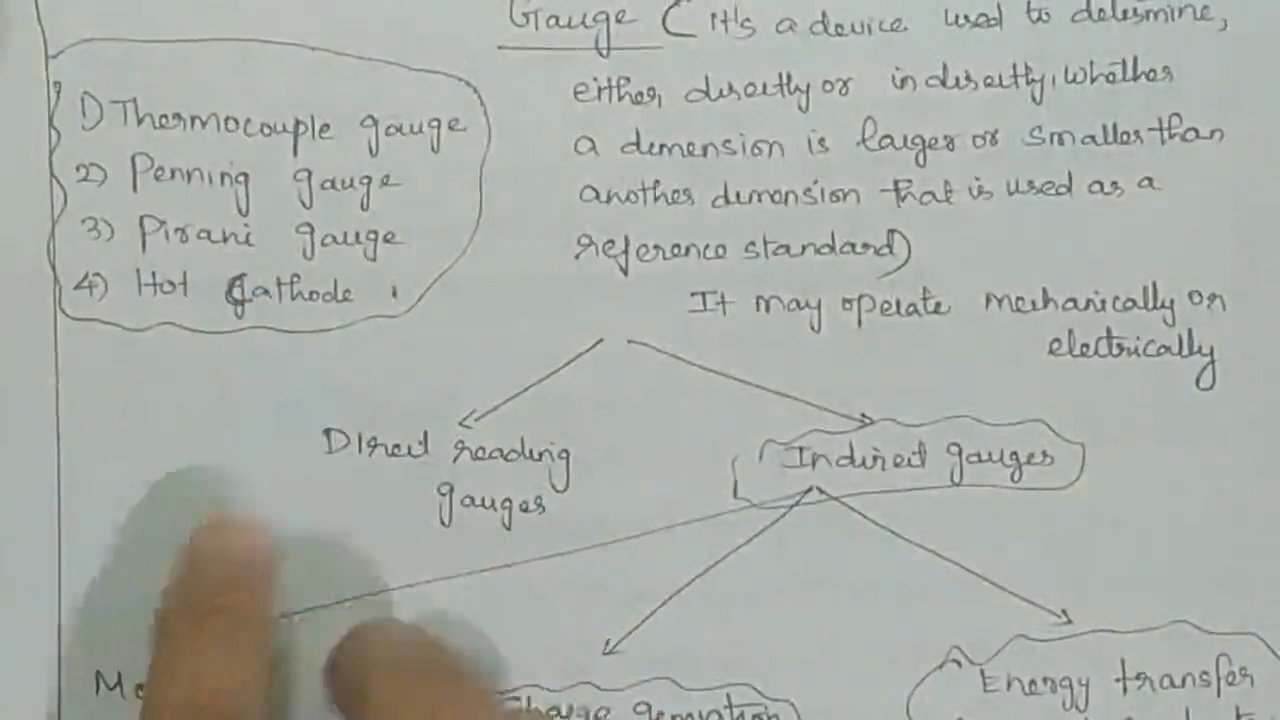 Gauge ( It's a device used to determine,
either, directly or indirectly, whether
a dimension is larger or smaller than
another dimension that is used as a
reference standard)
It may operate mechanically or
electrically
1) Thermocouple gauge
2) Penning gauge
3) Pirani gauge
4) Hot Cathode
Direct reading
gauges
Indirect gauges
Charge generation
Energy transfer